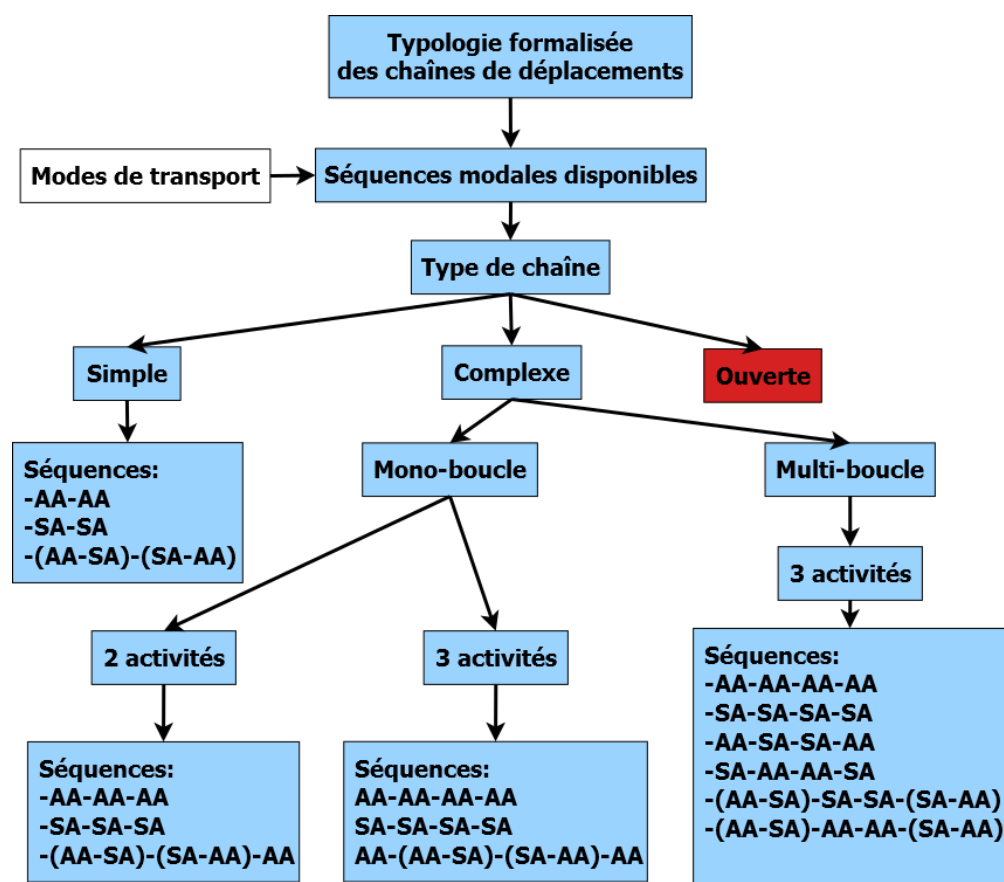 Typologie formalisée
des chaînes de déplacements
Modes de transport
Séquences modales disponibles
Type de chaîne
Simple
Complexe
Ouverte
Séquences:
-AA-AA
-SA-SA
-(AA-SA)-(SA-AA)
Mono-boucle
Multi-boucle
2 activités
3 activités
3 activités
Séquences:
-AA-AA-AA
-SA-SA-SA
-(AA-SA)-(SA-AA)-AA
Séquences:
AA-AA-AA-AA
SA-SA-SA-SA
AA-(AA-SA)-(SA-AA)-AA
Séquences:
-AA-AA-AA-AA
-SA-SA-SA-SA
-AA-SA-SA-AA
-SA-AA-AA-SA
-(AA-SA)-SA-SA-(SA-AA)
-(AA-SA)-AA-AA-(SA-AA)